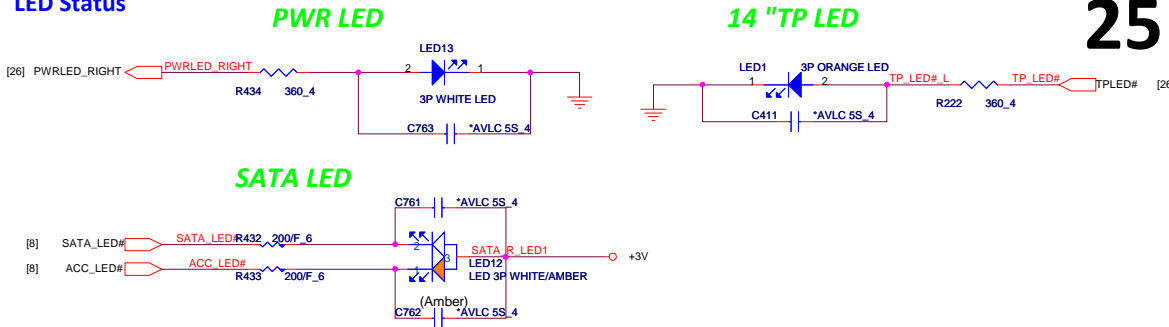 LED Status
25
PWR LED
14 "TP LED
LED13
[26] PWRLED_RIGHT
PWRLED_RIGHT
2
1
R434
360_4
3P WHITE LED
C763
*AVLC 5S_4
LED1
3P ORANGE LED
1
2
TP_LED#_L
TP_LED#
TPLED#
[26
R222
360_4
C411
*AVLC 5S_4
SATA LED
C761
*AVLC 5S_4
[8]
SATA_LED#
SATA_LED#
R432
200/F_6
2
SATA_R_LED1
3
+3V
[8]
ACC_LED#
ACC_LED#
1
LED12
R433
200/F_6
LED 3P WHITE/AMBER
(Amber)
C762
*AVLC 5S_4